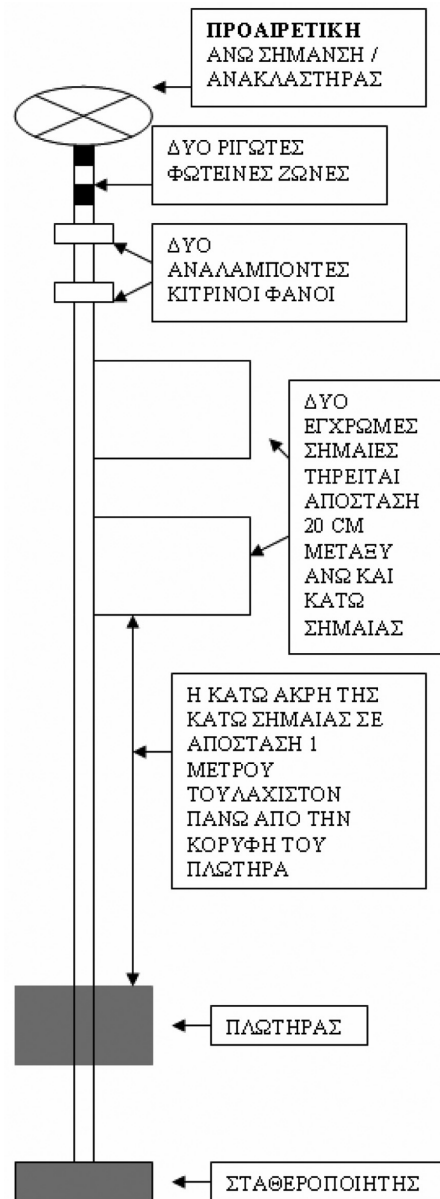 ΠΡΟΑΙΡΕΤΙΚΗ
ΑΝΩ ΣΗΜΑΝΣΗ /
ΑΝΑΚΛΑΣΤΗΡΑΣ
ΔΥΟ ΡΙΓΩΤΕΣ
ΦΩΤΕΙΝΕΣ ΖΩΝΕΣ
ΔΥΟ
ΑΝΑΛΑΜΠΟΝΤΕΣ
ΚΙΤΡΙΝΟΙ ΦΑΝΟΙ
ΔΥΟ
ΕΓΧΡΩΜΕΣ
ΣΗΜΑΙΕΣ
ΤΗΡΕΙΤΑΙ
ΑΠΟΣΤΑΣΗ
20 CM
ΜΕΤΑΞΥ
ΑΝΩ ΚΑΙ
ΚΑΤΩ
ΣΗΜΑΙΑΣ
Η ΚΑΤΩ ΑΚΡΗ ΤΗΣ
ΚΑΤΩ ΣΗΜΑΙΑΣ ΣΕ
ΑΠΟΣΤΑΣΗ 1
ΜΕΤΡΟΥ
ΤΟΥΛΑΧΙΣΤΟΝ
ΠΑΝΩ ΑΠΟ ΤΗΝ
ΚΟΡΥΦΗ ΤΟΥ
ΠΛΩΤΗΡΑ
ΠΛΩΤΗΡΑΣ
ΣΤΑΘΕΡΟΠΟΙΗΤΗΣ